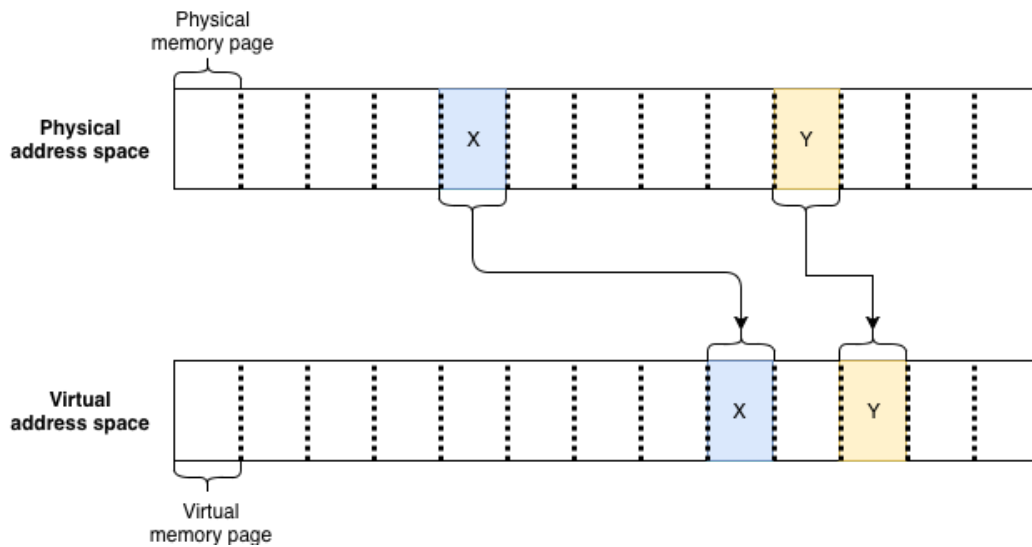 Physical
memory page
Physical
address space
X
Y
Virtual
address space
X
Y
Virtual
memory page